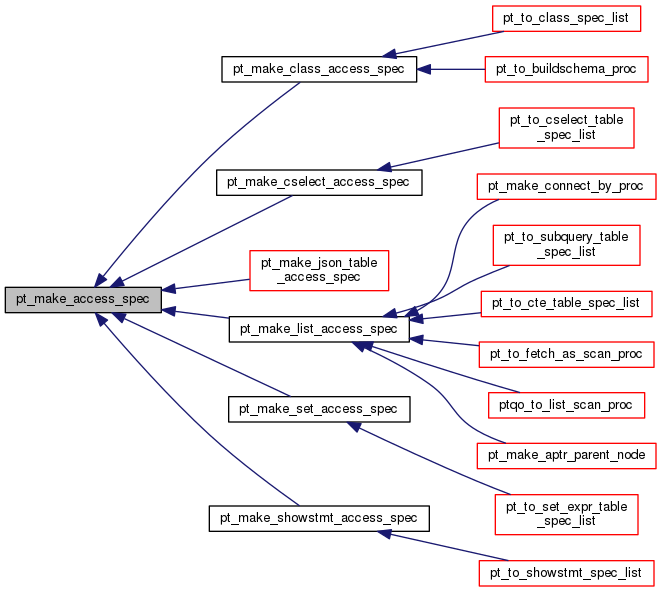 pt_to_class_spec_list
pt_make_class_access_spec
pt_to_buildschema_proc
pt_to_cselect_table
_spec_list
pt_make_cselect_access_spec
pt_make_connect_by_proc
pt_to_subquery_table
_spec_list
pt_make_json_table
_access_spec
pt_make_access_spec
pt_to_cte_table_spec_list
pt_make_list_access_spec
pt_to_fetch_as_scan_proc
pt_make_set_access_spec
ptqo_to_list_scan_proc
pt_make_aptr_parent_node
pt_to_set_expr_table
_spec_list
pt_make_showstmt_access_spec
pt_to_showstmt_spec_list